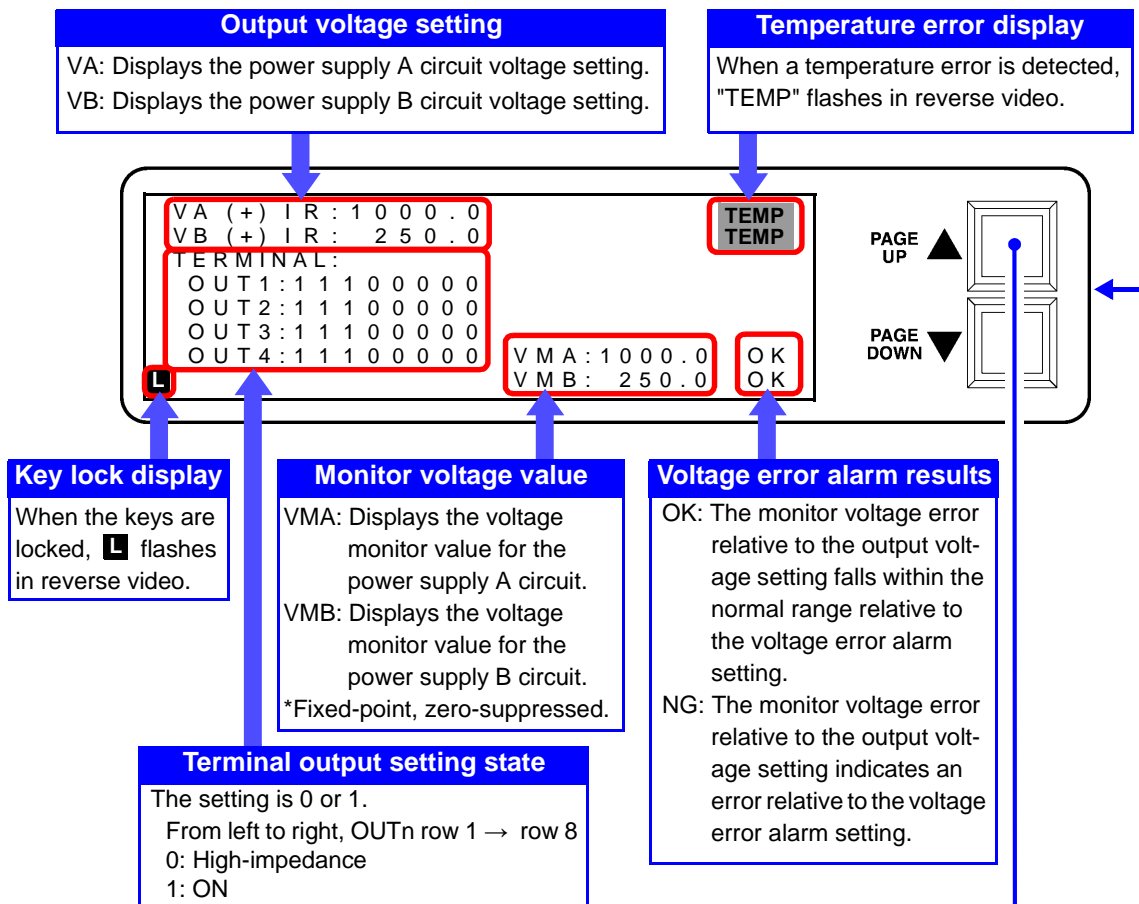 Output voltage setting
VA: Displays the power supply A circuit voltage setting.
VB: Displays the power supply B circuit voltage setting.
Temperature error display
When a temperature error is detected,
"TEMP" flashes in reverse video.
VA (+) IR:1000.0
VB (+) IR: 250.0
TEMP
TEMP
TERMINAL:
OUT1:11100000
OUT2:11100000
OUT3:11100000
OUT4:11100000
VMA:1000.0
VMB: 250.0
OK
OK
L
PAGE
UP
PAGE
DOWN
Key lock display
When the keys are
locked, L flashes
in reverse video.
Monitor voltage value
VMA: Displays the voltage
monitor value for the
power supply A circuit.
VMB: Displays the voltage
monitor value for the
power supply B circuit.
*Fixed-point, zero-suppressed.
Voltage error alarm results
OK: The monitor voltage error
relative to the output volt-
age setting falls within the
normal range relative to
the voltage error alarm
setting.
NG: The monitor voltage error
relative to the output volt-
age setting indicates an
error relative to the voltage
error alarm setting.
Terminal output setting state
The setting is 0 or 1.
From left to right, OUTn row 1 → row 8
0: High-impedance
1: ON